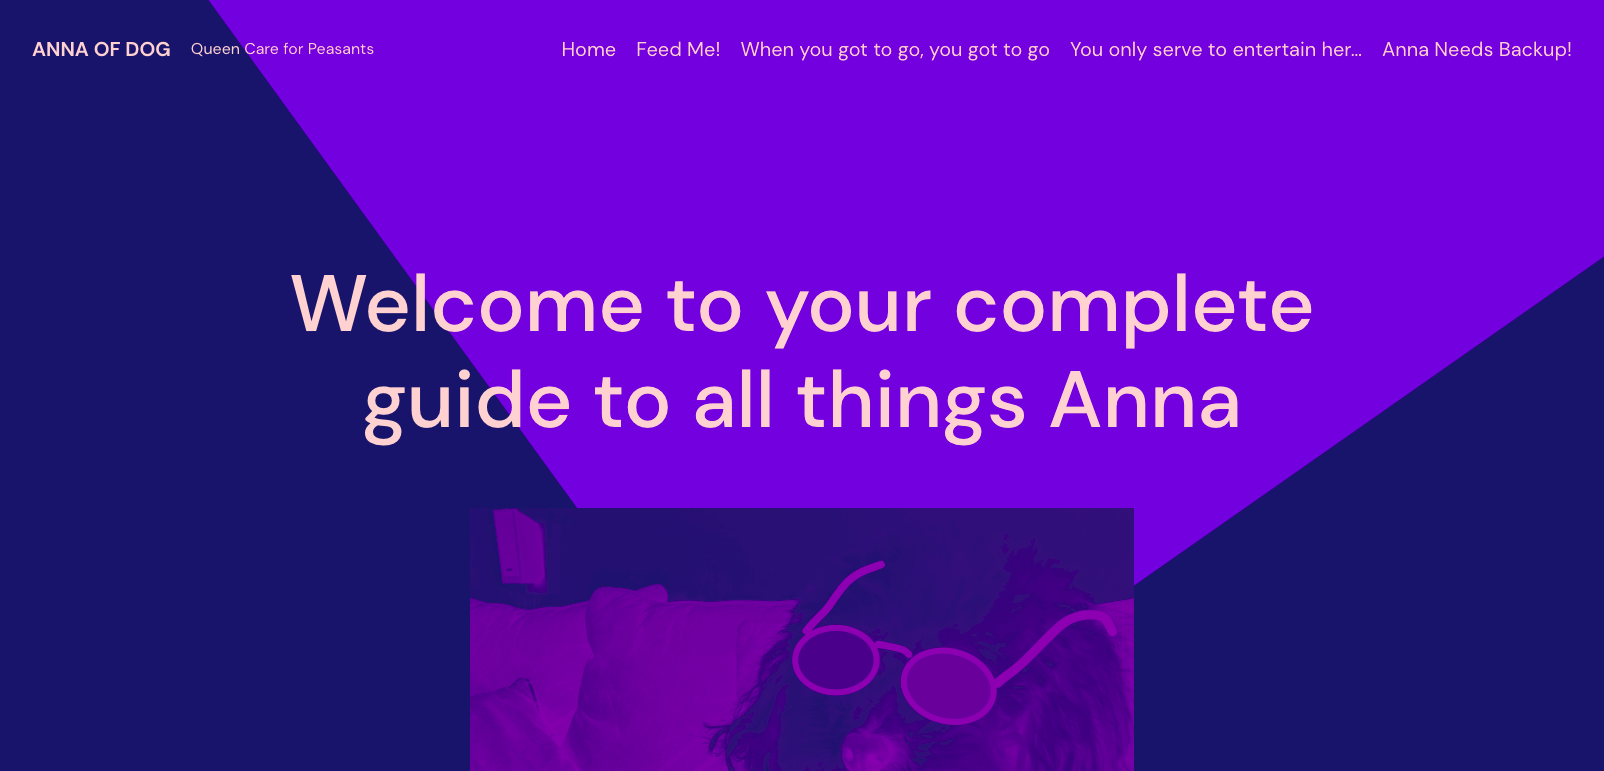 ANNA OF DOG
Queen Care for Peasants
Home
Feed Me!
When you got to go, you got to go
You only serve to entertain her...
Anna Needs Backup!
Welcome to your complete
guide to all things Anna